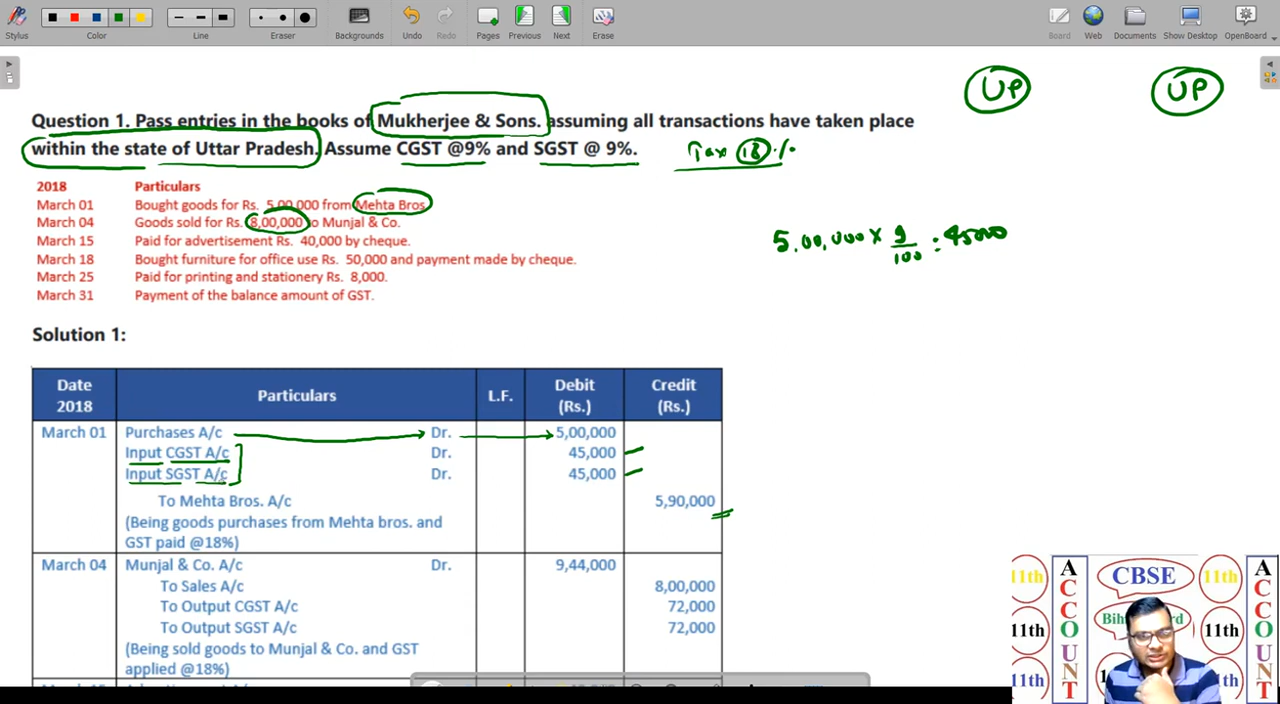 Stylus
Color
Line
Eraser
Backgrounds
Undo
Redo
Pages
Previous
Next
Erase
Board
Web
Documents
Show Desktop
OpenBoard
UP
UP
Question 1. Pass entries in the books of Mukherjee & Sons. assuming all transactions have taken place
within the state of Uttar Pradesh. Assume CGST @9% and SGST @ 9%.
Tax 18 %
2018 Particulars
March 01 Bought goods for Rs. 5,00,000 from Mehta Bros.
March 04 Goods sold for Rs. 8,00,000 to Munjal & Co.
March 15 Paid for advertisement Rs. 40,000 by cheque.
March 18 Bought furniture for office use Rs. 50,000 and payment made by cheque.
March 25 Paid for printing and stationery Rs. 8,000.
March 31 Payment of the balance amount of GST.
5,00,000 x 9/100 = 45000
Solution 1:
Date 2018 Particulars L.F. Debit (Rs.) Credit (Rs.)
March 01 Purchases A/c Dr. 5,00,000
Input CGST A/c Dr. 45,000
Input SGST A/c Dr. 45,000
To Mehta Bros. A/c 5,90,000
(Being goods purchases from Mehta bros. and
GST paid @18%)
March 04 Munjal & Co. A/c Dr. 9,44,000
To Sales A/c 8,00,000
To Output CGST A/c 72,000
To Output SGST A/c 72,000
(Being sold goods to Munjal & Co. and GST
applied @18%)
11th
11th
11th
ACCOUNT
CBSE
11th
11th
11th
ACCOUNT